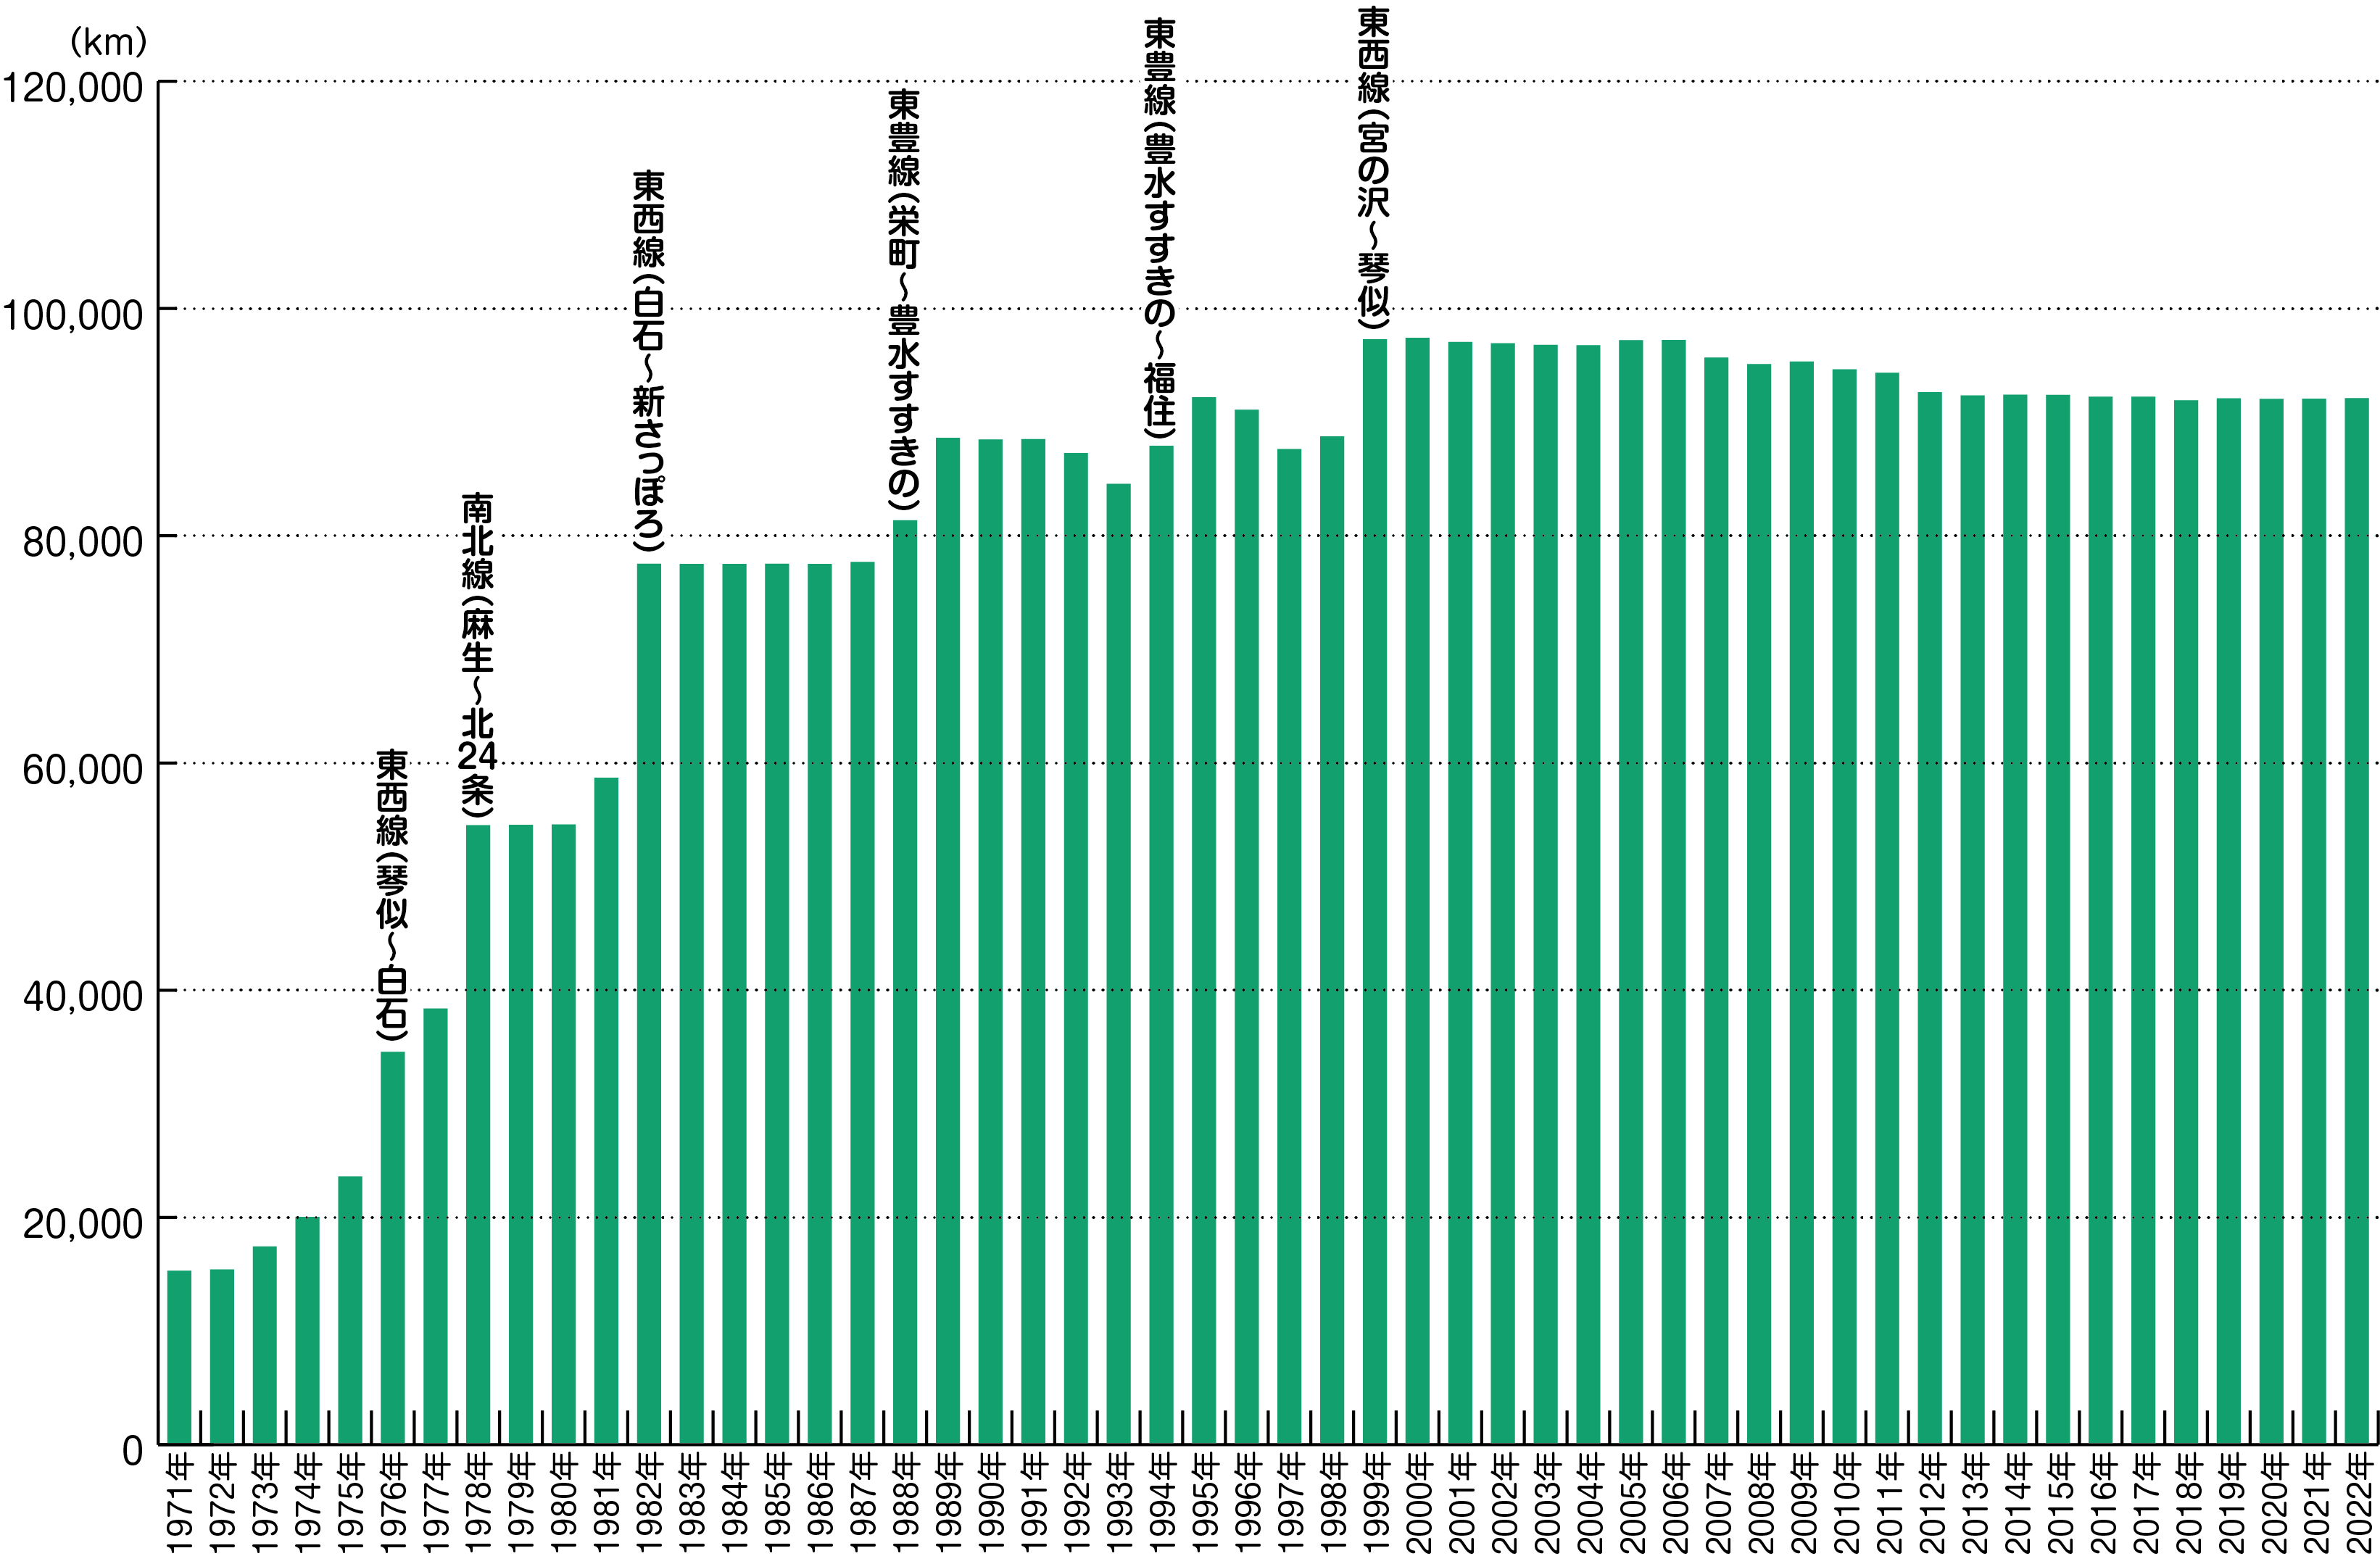 (km)
120,000
100,000
80,000
60,000
40,000
20,000
0
東西線(琴似〜白石)
南北線(麻生〜北24条)
東西線(白石〜新さっぽろ)
東豊線(栄町〜豊水すすきの)
東豊線(豊水すすきの〜福住)
東西線(宮の沢〜琴似)
1971年
1972年
1973年
1974年
1975年
1976年
1977年
1978年
1979年
1980年
1981年
1982年
1983年
1984年
1985年
1986年
1987年
1988年
1989年
1990年
1991年
1992年
1993年
1994年
1995年
1996年
1997年
1998年
1999年
2000年
2001年
2002年
2003年
2004年
2005年
2006年
2007年
2008年
2009年
2010年
2011年
2012年
2013年
2014年
2015年
2016年
2017年
2018年
2019年
2020年
2021年
2022年